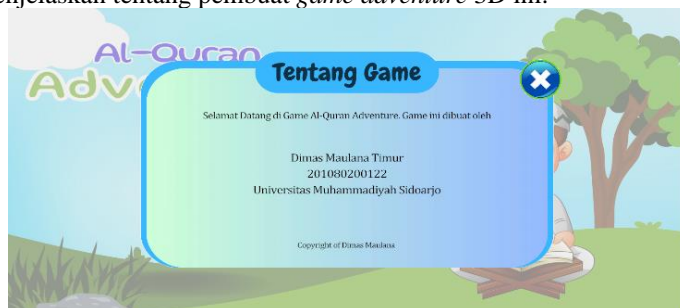 menjelaskan tentang pembuat game adventure 3D ini.
Al-Quran
Adv
Tentang Game
Selamat Datang di Game Al-Quran Adventure. Game ini dibuat oleh
Dimas Maulana Timur
201080200122
Universitas Muhammadiyah Sidoarjo
Copyright of Dimas Maulana